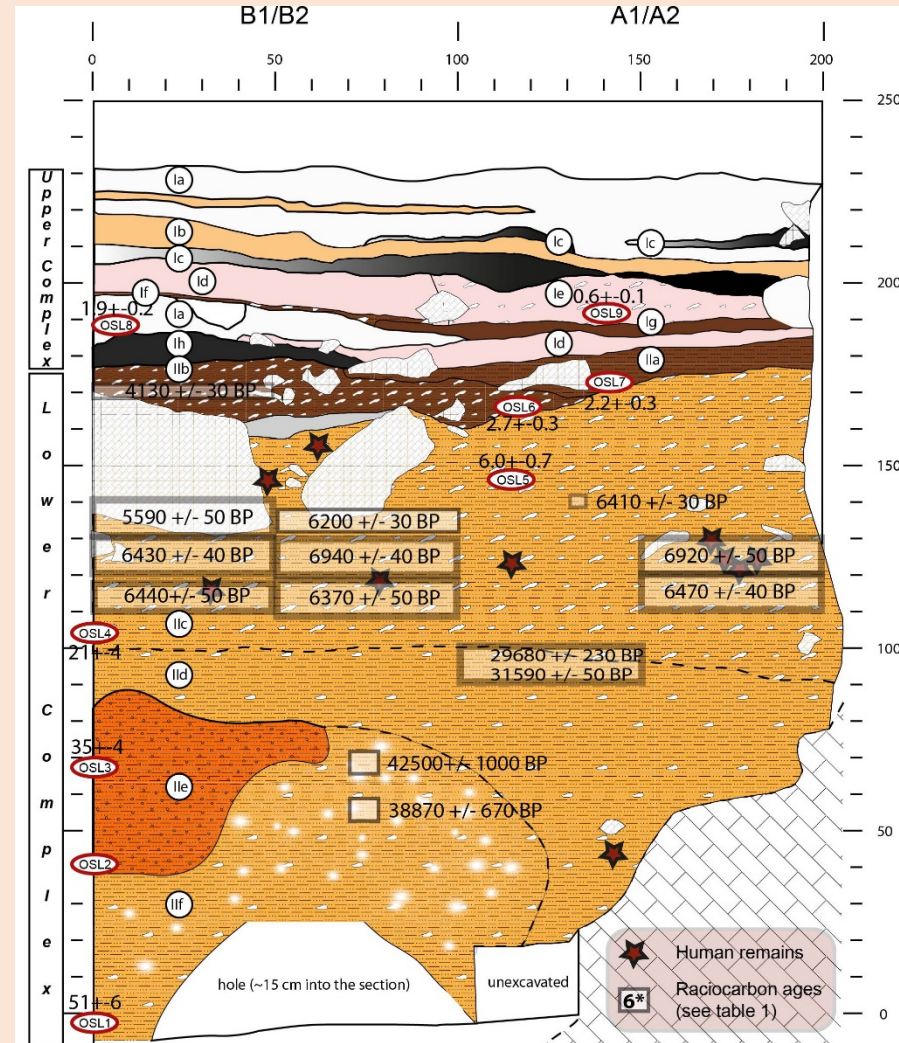 B1/B2 A1/A2
0 50 100 150 200
250
Upper Complex
Ia
Ib
Ic Ic
Ic
Id
200
If
Ie 0.6+-0.1
1.9+-0.2
OSL9
Ia
OSL8
Ig
Ih
Id
IIb
IIa
4130 +/- 30 BP
OSL7
2.2+-0.3
OSL6
2.7+-0.3
Lower Complex
6.0+-0.7
OSL5
150
6410 +/- 30 BP
5590 +/- 50 BP 6200 +/- 30 BP
6430 +/- 40 BP 6940 +/- 40 BP 6920 +/- 50 BP
6440+/- 50 BP 6370 +/- 50 BP 6470 +/- 40 BP
IIc
OSL4
21+-4
100
29680 +/- 230 BP
31590 +/- 50 BP
IId
35+-4
OSL3
42500+/- 1000 BP
IIe
38870 +/- 670 BP
50
OSL2
IIf
hole (~15 cm into the section)
unexcavated
Human remains
6* Raciocarbon ages
(see table 1)
51+-6
OSL1
0